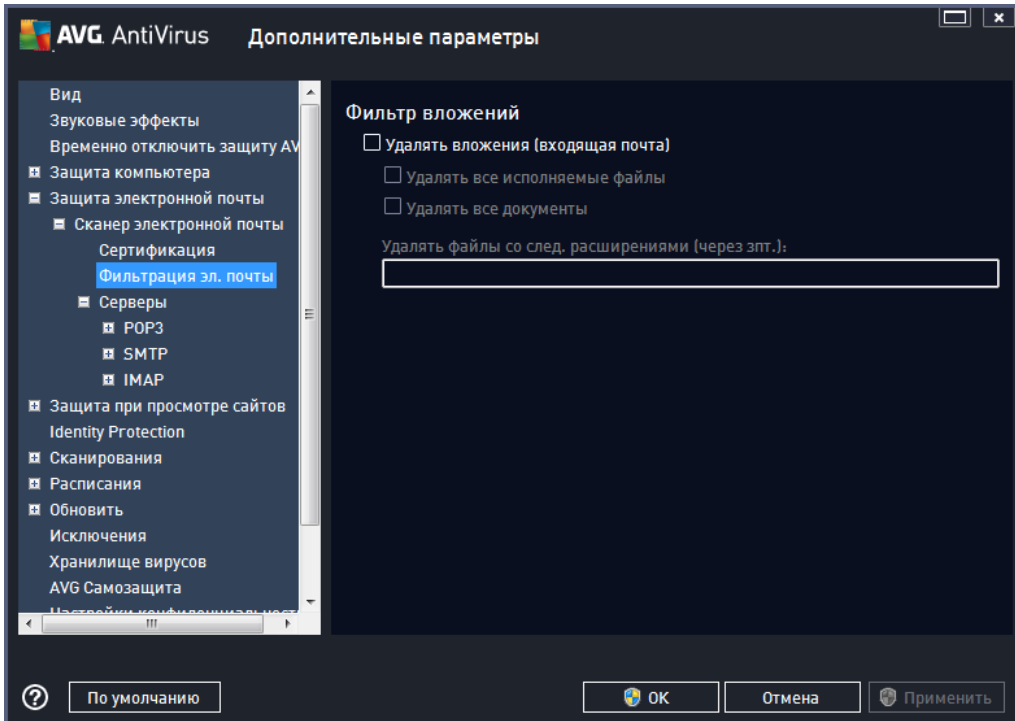 AVG AntiVirus Дополнительные параметры
Вид
Звуковые эффекты
Временно отключить защиту AV
Защита компьютера
Защита электронной почты
Сканер электронной почты
Сертификация
Фильтрация эл. почты
Серверы
POP3
SMTP
IMAP
Защита при просмотре сайтов
Identity Protection
Сканирования
Расписания
Обновить
Исключения
Хранилище вирусов
AVG Самозащита
Настройки конфиденциальност
Фильтр вложений
Удалять вложения (входящая почта)
Удалять все исполняемые файлы
Удалять все документы
Удалять файлы со след. расширениями (через зпт.):
По умолчанию
OK
Отмена
Применить